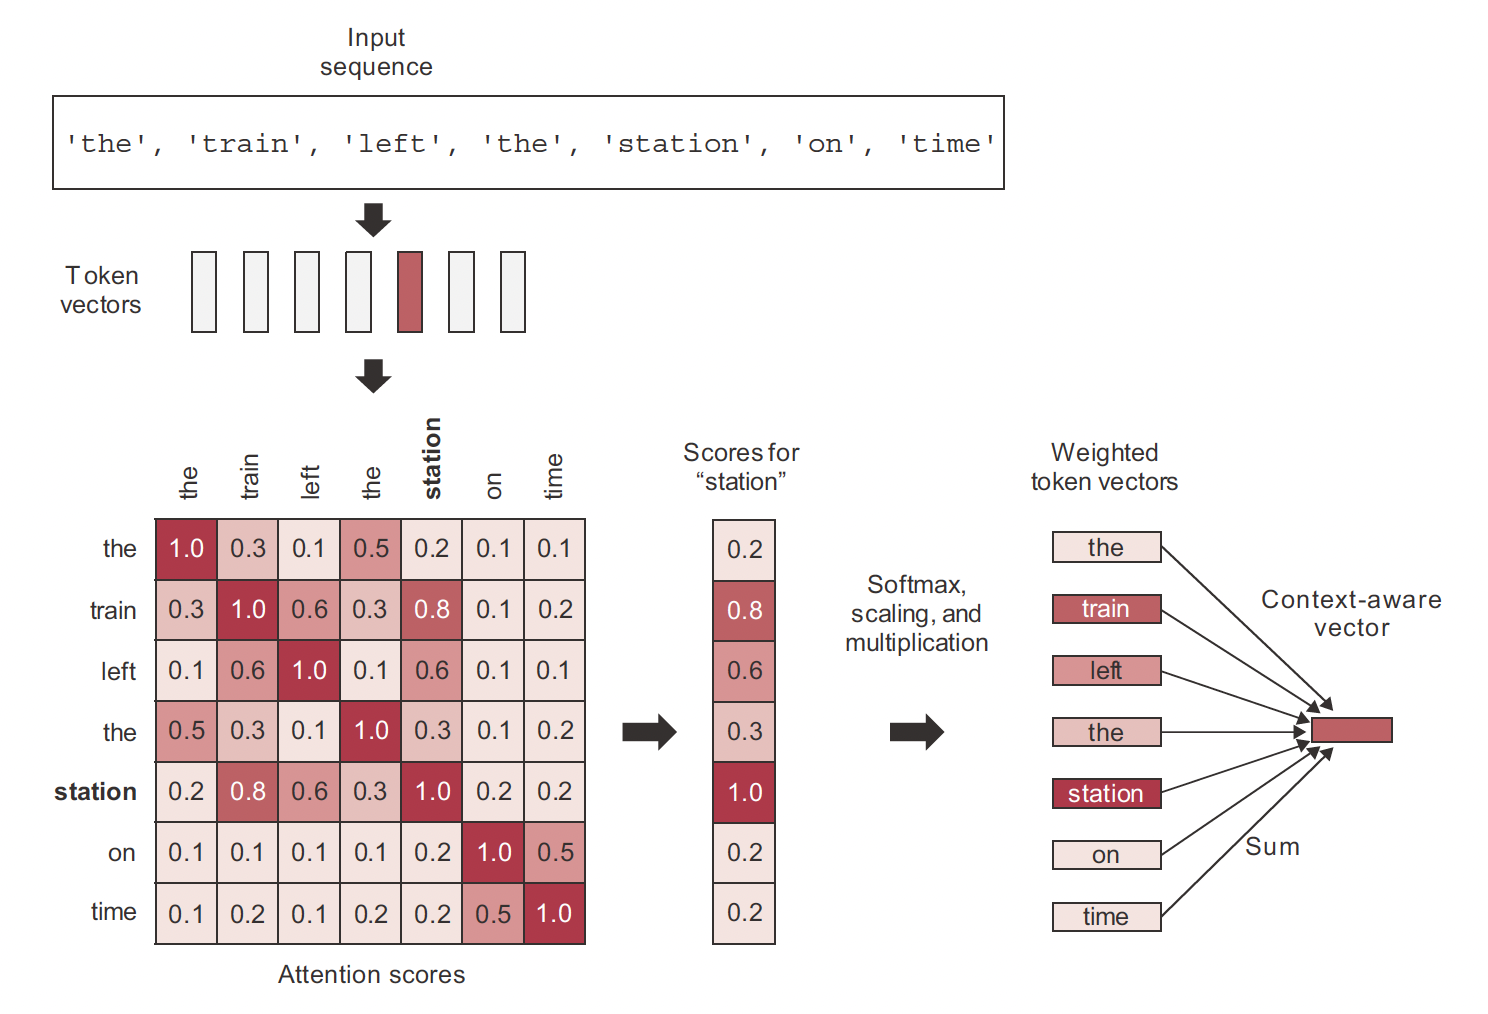 Input
sequence
'the', 'train', 'left', 'the', 'station', 'on', 'time'
Token
vectors
the train left the station on time
the 1.0 0.3 0.1 0.5 0.2 0.1 0.1
train 0.3 1.0 0.6 0.3 0.8 0.1 0.2
left 0.1 0.6 1.0 0.1 0.6 0.1 0.1
the 0.5 0.3 0.1 1.0 0.3 0.1 0.2
station 0.2 0.8 0.6 0.3 1.0 0.2 0.2
on 0.1 0.1 0.1 0.1 0.2 1.0 0.5
time 0.1 0.2 0.1 0.2 0.2 0.5 1.0
Attention scores
Scores for
“station”
0.2
0.8
0.6
0.3
1.0
0.2
0.2
Softmax,
scaling, and
multiplication
Weighted
token vectors
the
train
left
the
station
on
time
Sum
Context-aware
vector